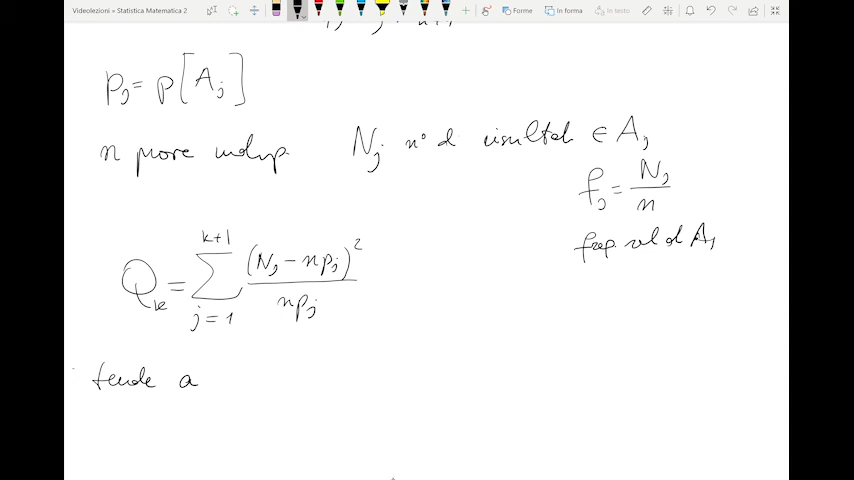 Videolezioni » Statistica Matematica 2
Forme
In forma
In testo
p_j = P[A_j]
n prove indip. N_j n° di risultati ∈ A_j
f_j = N_j / n
freq. rel di A_j
Q_k = ∑_{j=1}^{k+1} (N_j - np_j)^2 / np_j
tende a